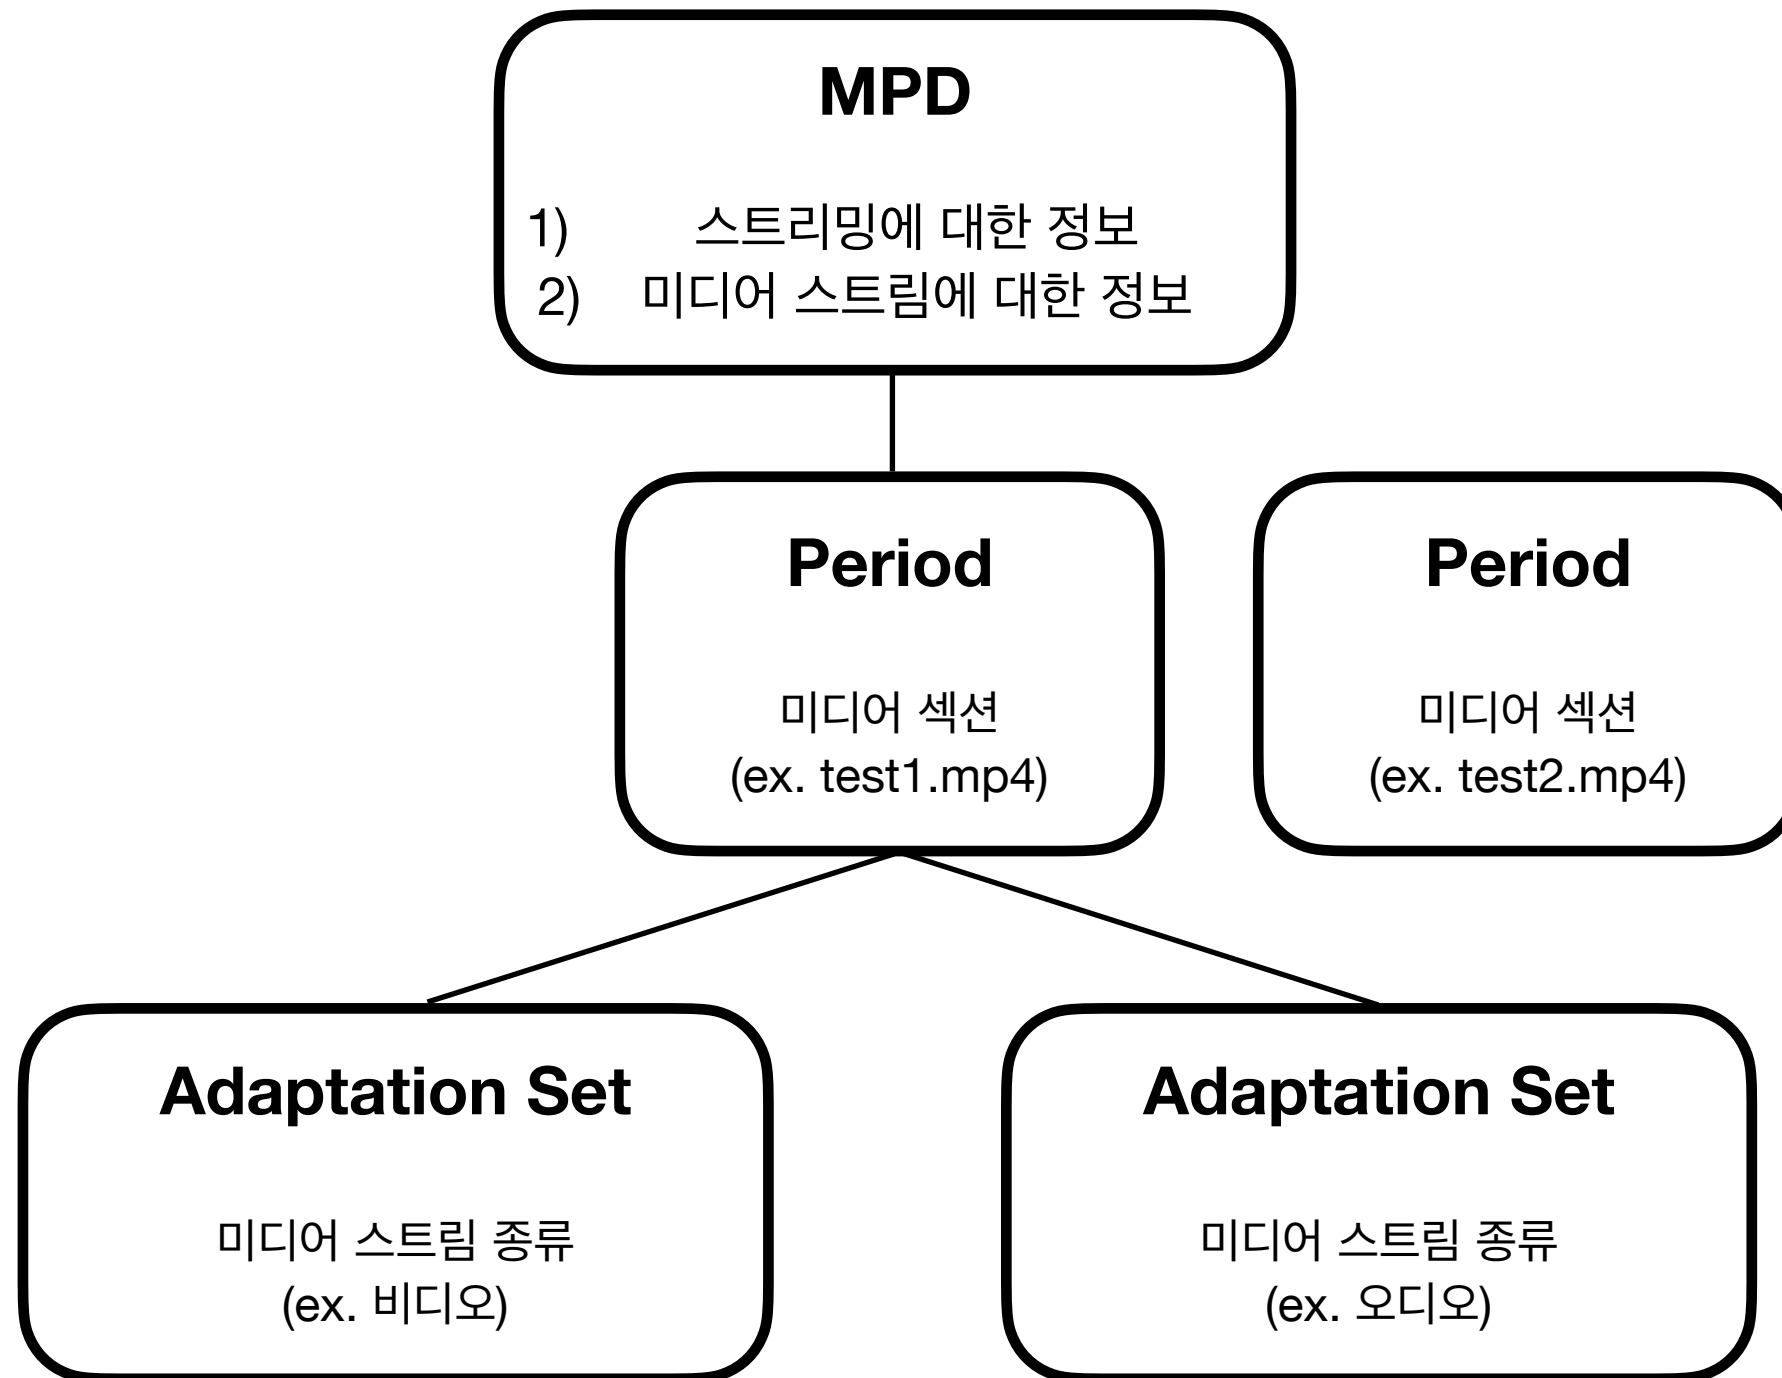 MPD
1) 스트리밍에 대한 정보
2) 미디어 스트림에 대한 정보
Period
미디어 섹션
(ex. test1.mp4)
Period
미디어 섹션
(ex. test2.mp4)
Adaptation Set
미디어 스트림 종류
(ex. 비디오)
Adaptation Set
미디어 스트림 종류
(ex. 오디오)